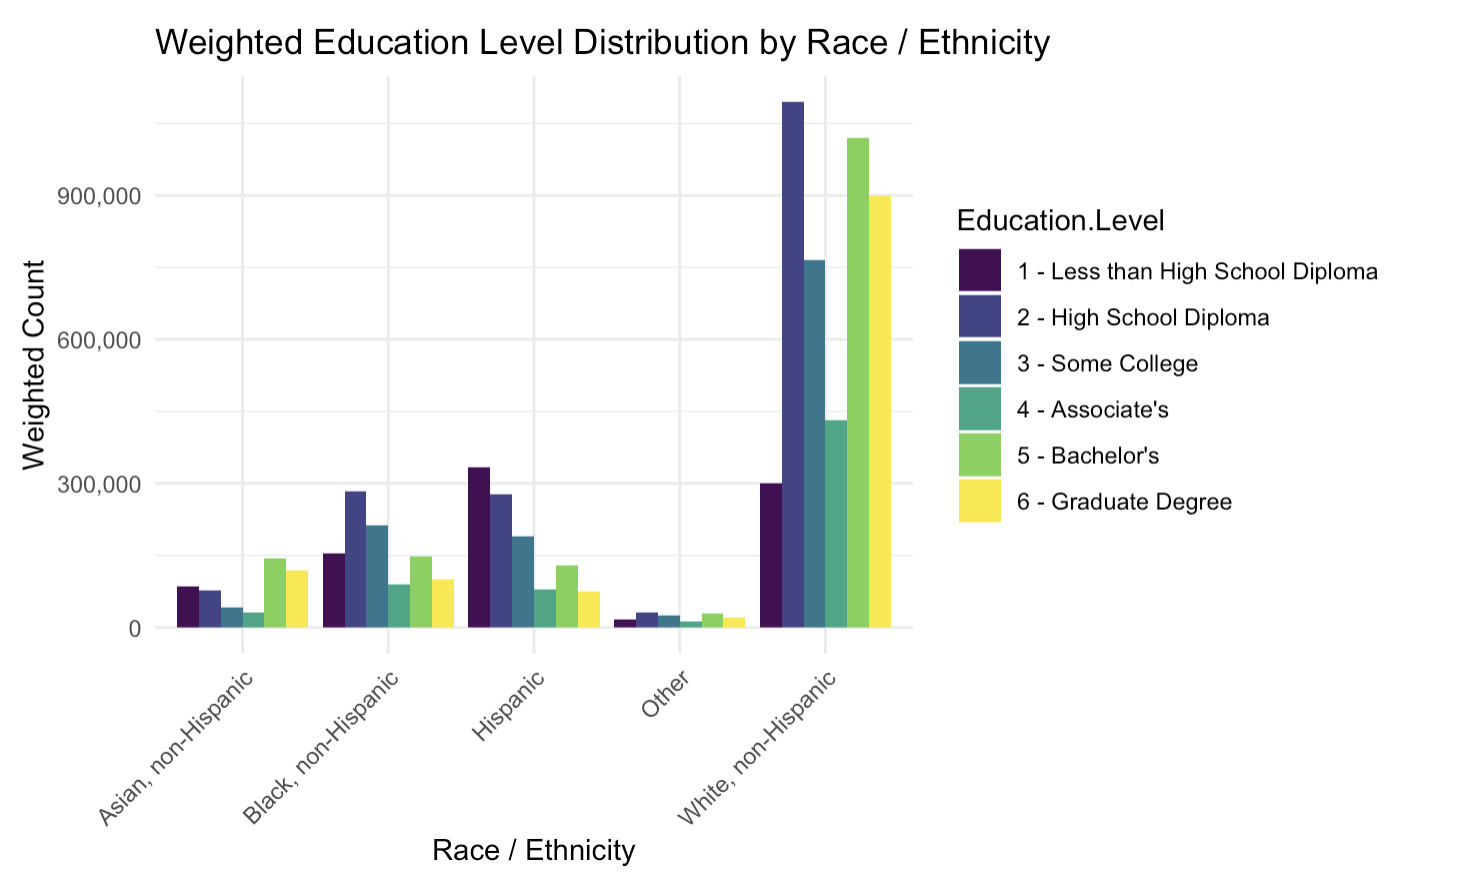 Weighted Education Level Distribution by Race / Ethnicity
Weighted Count
900,000
600,000
300,000
0
Asian, non-Hispanic
Black, non-Hispanic
Hispanic
Other
White, non-Hispanic
Race / Ethnicity
Education.Level
1 - Less than High School Diploma
2 - High School Diploma
3 - Some College
4 - Associate's
5 - Bachelor's
6 - Graduate Degree